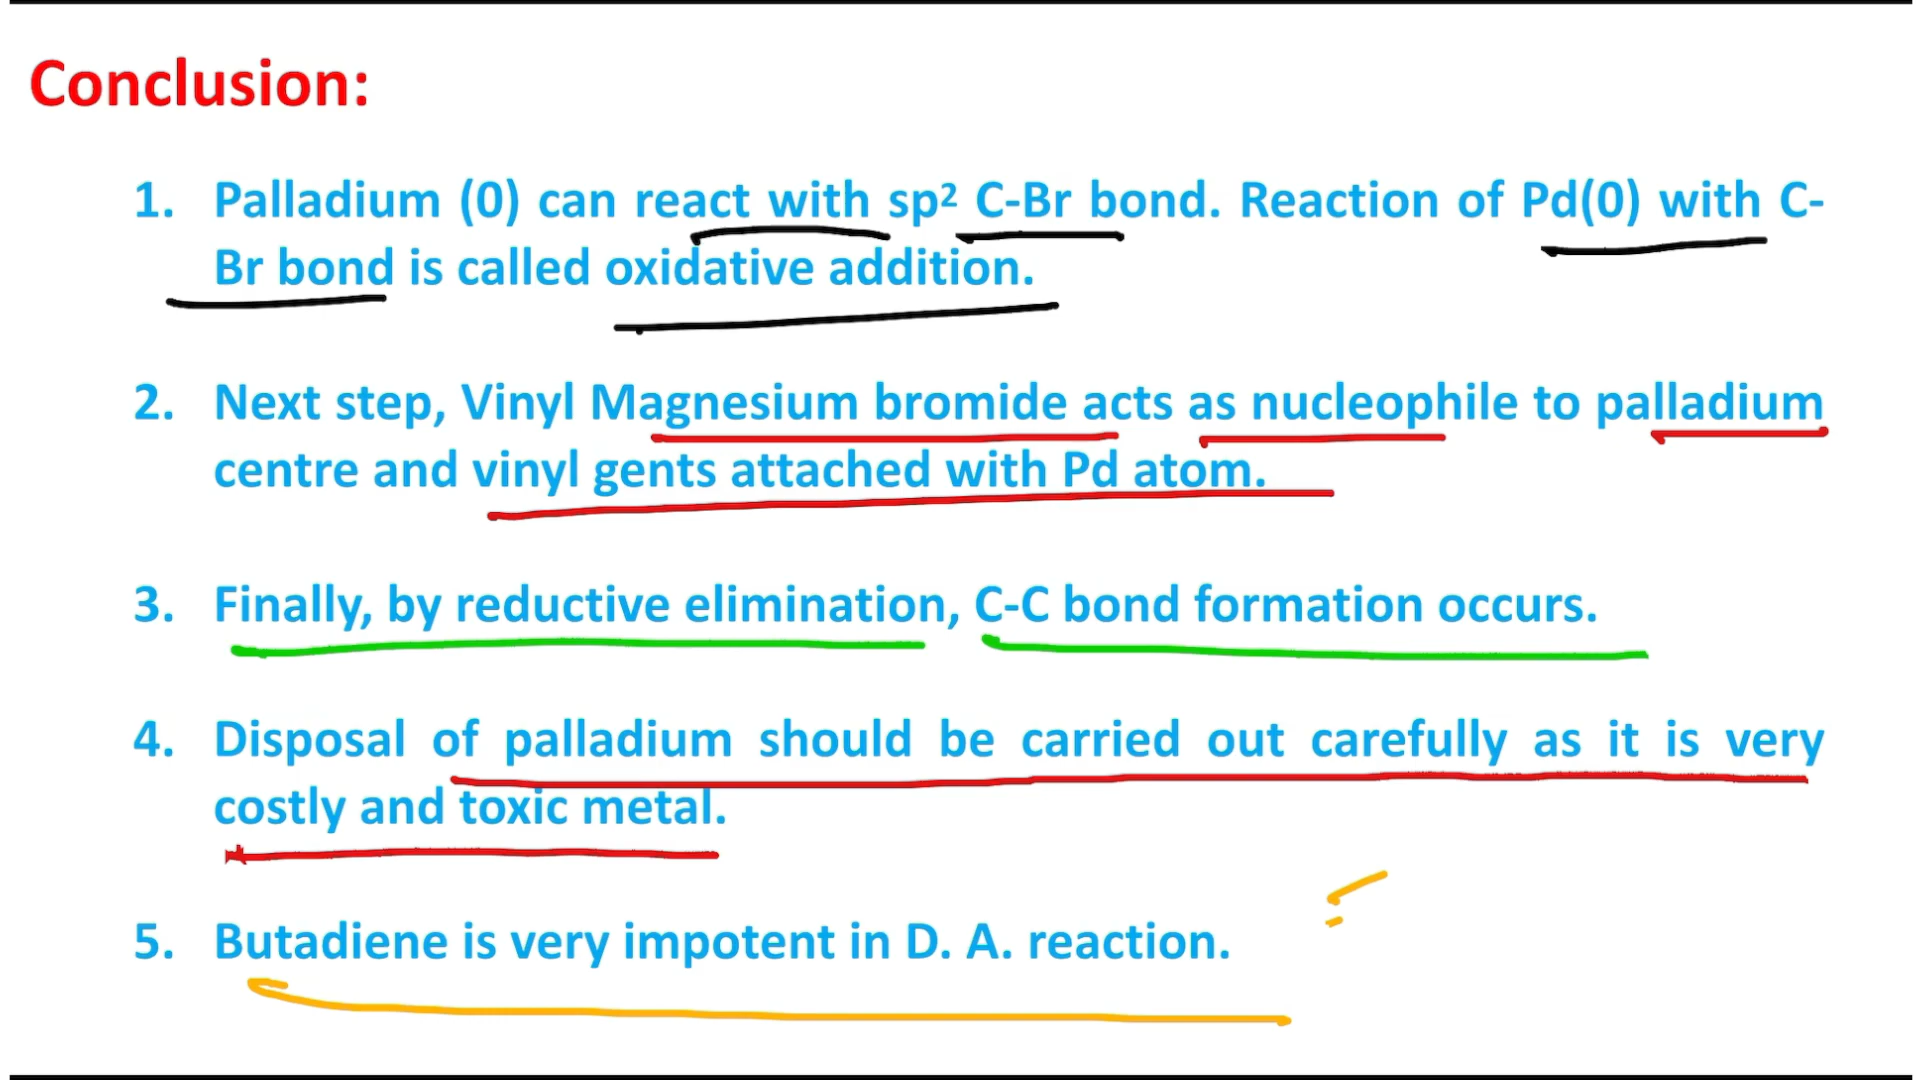 Conclusion:
1. Palladium (0) can react with sp² C-Br bond. Reaction of Pd(0) with C-
Br bond is called oxidative addition.
2. Next step, Vinyl Magnesium bromide acts as nucleophile to palladium
centre and vinyl gents attached with Pd atom.
3. Finally, by reductive elimination, C-C bond formation occurs.
4. Disposal of palladium should be carried out carefully as it is very
costly and toxic metal.
5. Butadiene is very impotent in D. A. reaction.